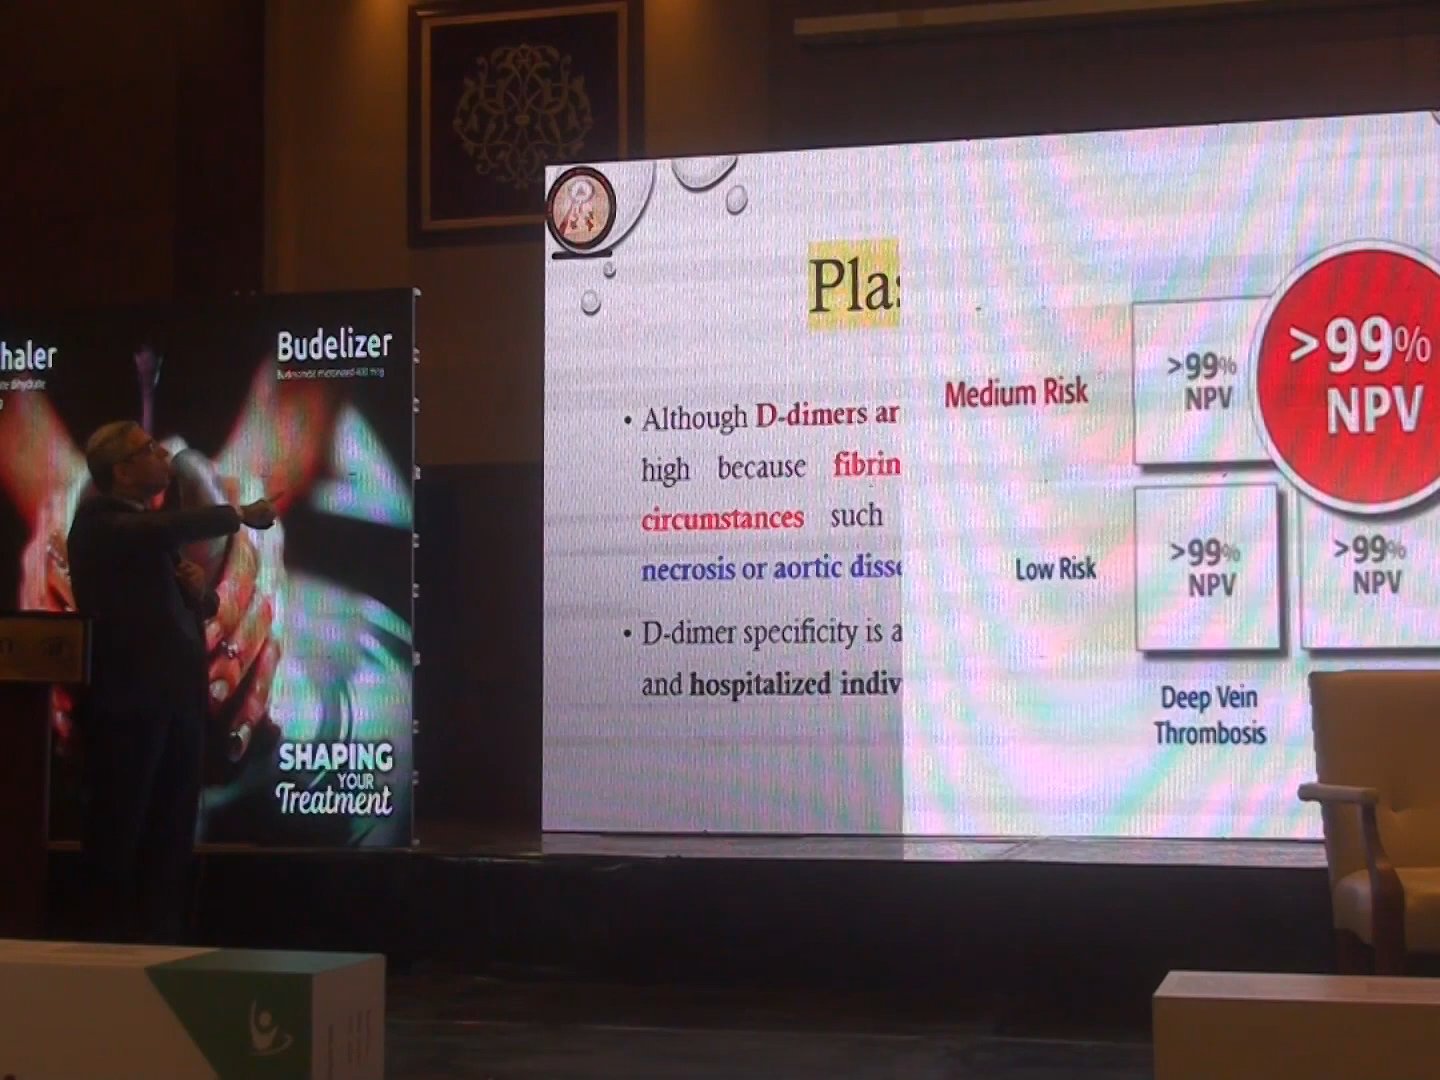 haler
Budelizer
SHAPING
YOUR
Treatment
Pla
• Although D-dimers ar
high because fibrin
circumstances such
necrosis or aortic diss
• D-dimer specificity is a
and hospitalized indiv
Medium Risk
>99%
NPV
>99%
NPV
Low Risk
>99%
NPV
>99%
NPV
Deep Vein
Thrombosis